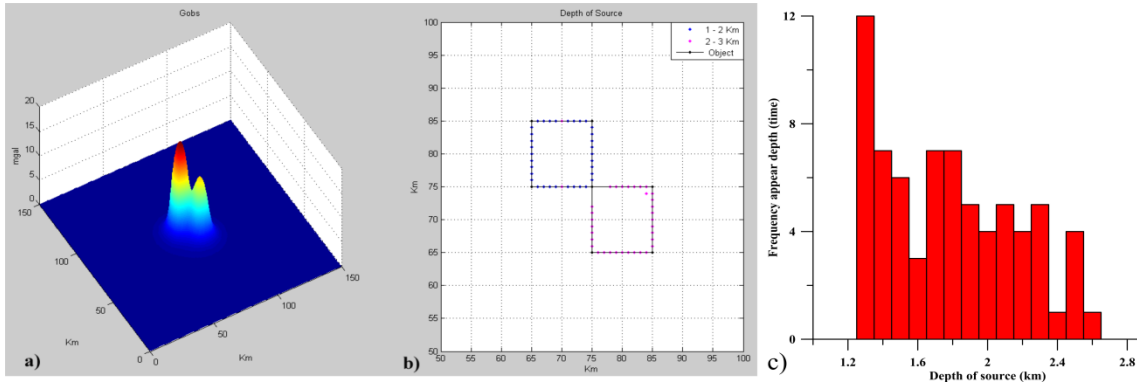 Gobs
20
15
10
5
0
mgal
150
100
50
0
Km
0
50
100
150
Km
a)
Depth of Source
1 - 2 Km
2 - 3 Km
Object
100
95
90
85
80
75
70
65
60
55
50
Km
50 55 60 65 70 75 80 85 90 95 100
Km
b)
12
8
4
0
Frequency appear depth (time)
1.2 1.6 2 2.4 2.8
Depth of source (km)
c)